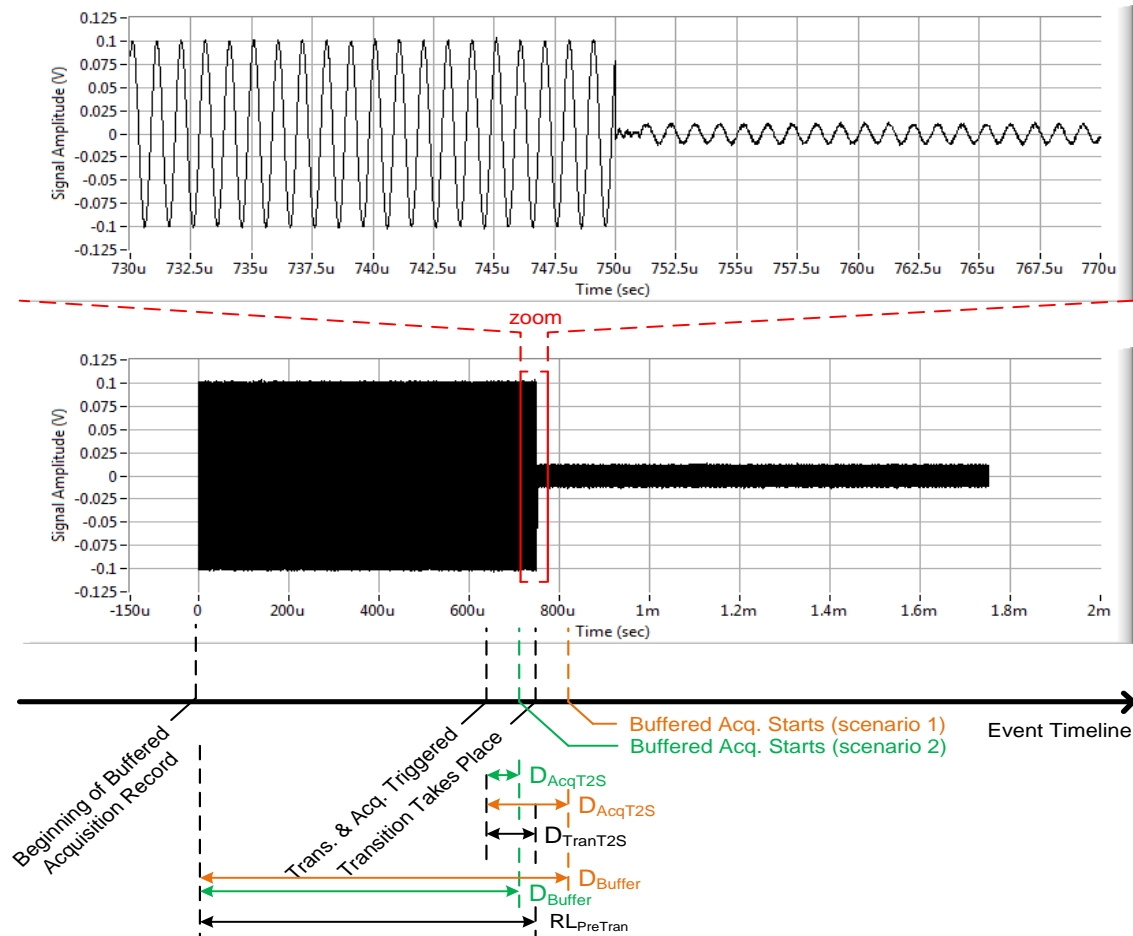 0.125
0.1
0.075
0.05
0.025
0
-0.025
-0.05
-0.075
-0.1
-0.125
Signal Amplitude (V)
730u 732.5u 735u 737.5u 740u 742.5u 745u 747.5u 750u 752.5u 755u 757.5u 760u 762.5u 765u 767.5u 770u
Time (sec)
zoom
0.125
0.1
0.075
0.05
0.025
0
-0.025
-0.05
-0.075
-0.1
-0.125
Signal Amplitude (V)
-150u 0 200u 400u 600u 800u 1m 1.2m 1.4m 1.6m 1.8m 2m
Time (sec)
Buffered Acq. Starts (scenario 1)
Buffered Acq. Starts (scenario 2)
Event Timeline
Beginning of Buffered
Acquisition Record
Trans. & Acq. Triggered
Transition Takes Place
DAcqT2S
DAcqT2S
DTranT2S
DBuffer
DBuffer
RLPreTran